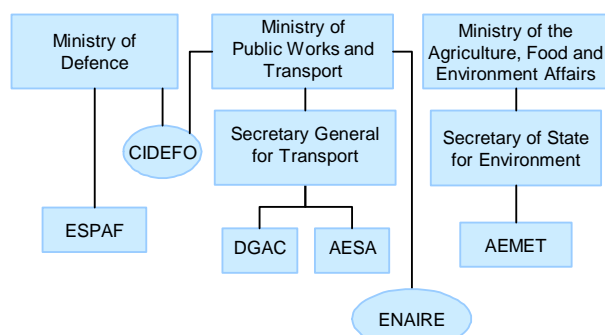 Ministry of
Defence
Ministry of
Public Works and
Transport
Ministry of the
Agriculture, Food and
Environment Affairs
CIDEFO
Secretary General
for Transport
Secretary of State
for Environment
ESPAF
DGAC
AESA
AEMET
ENAIRE